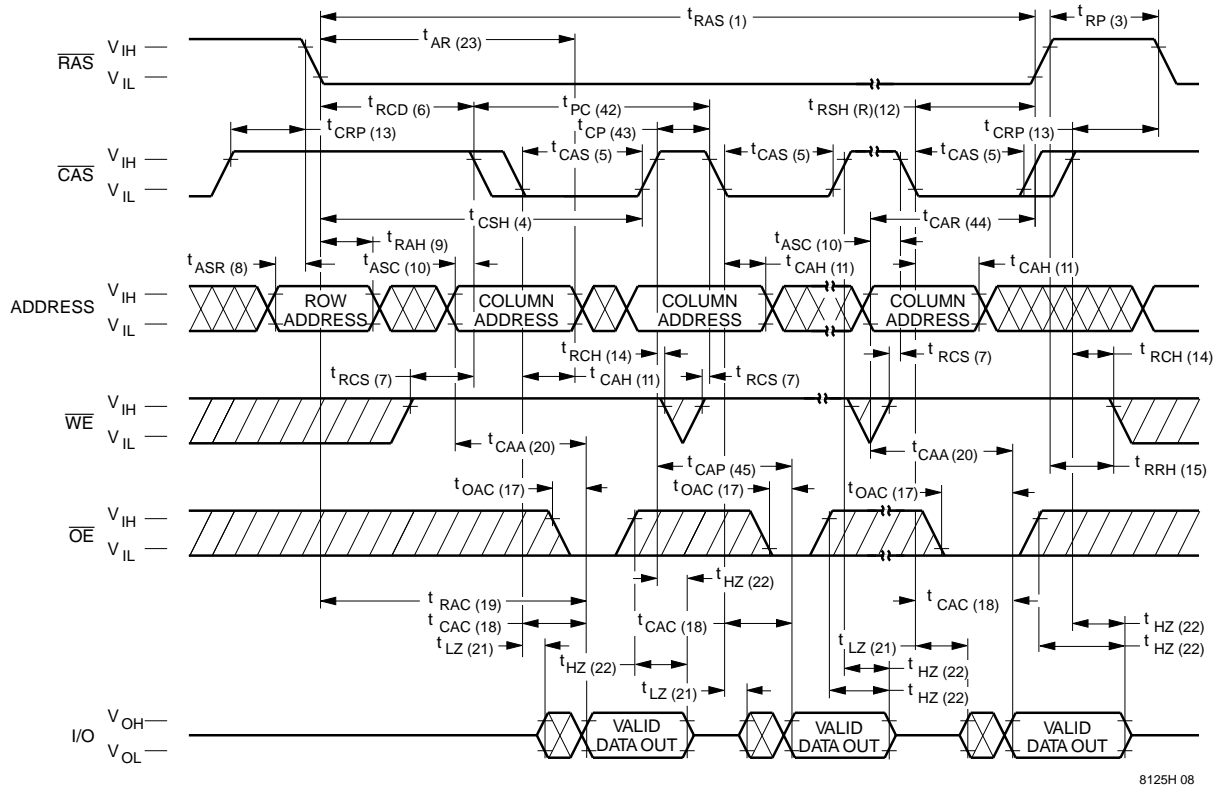 t RAS (1)
t RP (3)
t AR (23)
RAS
V IH
V IL
t RCD (6)
t PC (42)
t RSH (R)(12)
t CRP (13)
t CP (43)
t CRP (13)
CAS
V IH
V IL
t CAS (5)
t CAS (5)
t CAS (5)
t CSH (4)
t CAR (44)
t RAH (9)
t ASC (10)
t ASR (8)
t ASC (10)
t CAH (11)
t CAH (11)
ADDRESS
V IH
V IL
ROW ADDRESS
COLUMN ADDRESS
COLUMN ADDRESS
COLUMN ADDRESS
t RCH (14)
t RCS (7)
t RCH (14)
t RCS (7)
t CAH (11)
t RCS (7)
WE
V IH
V IL
t CAA (20)
t CAP (45)
t CAA (20)
t RRH (15)
t OAC (17)
t OAC (17)
t OAC (17)
OE
V IH
V IL
t HZ (22)
t RAC (19)
t CAC (18)
t CAC (18)
t CAC (18)
t HZ (22)
t LZ (21)
t LZ (21)
t HZ (22)
t HZ (22)
t HZ (22)
t LZ (21)
t HZ (22)
I/O
V OH
V OL
VALID DATA OUT
VALID DATA OUT
VALID DATA OUT
8125H 08